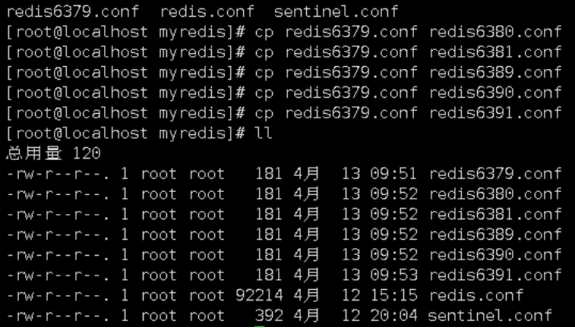 redis6379.conf  redis.conf  sentinel.conf
[root@localhost myredis]# cp redis6379.conf redis6380.conf
[root@localhost myredis]# cp redis6379.conf redis6381.conf
[root@localhost myredis]# cp redis6379.conf redis6389.conf
[root@localhost myredis]# cp redis6379.conf redis6390.conf
[root@localhost myredis]# cp redis6379.conf redis6391.conf
[root@localhost myredis]# ll
总用量 120
-rw-r--r--. 1 root root   181 4月  13 09:51 redis6379.conf
-rw-r--r--. 1 root root   181 4月  13 09:52 redis6380.conf
-rw-r--r--. 1 root root   181 4月  13 09:52 redis6381.conf
-rw-r--r--. 1 root root   181 4月  13 09:52 redis6389.conf
-rw-r--r--. 1 root root   181 4月  13 09:52 redis6390.conf
-rw-r--r--. 1 root root   181 4月  13 09:53 redis6391.conf
-rw-r--r--. 1 root root 92214 4月  12 15:15 redis.conf
-rw-r--r--. 1 root root   392 4月  12 20:04 sentinel.conf